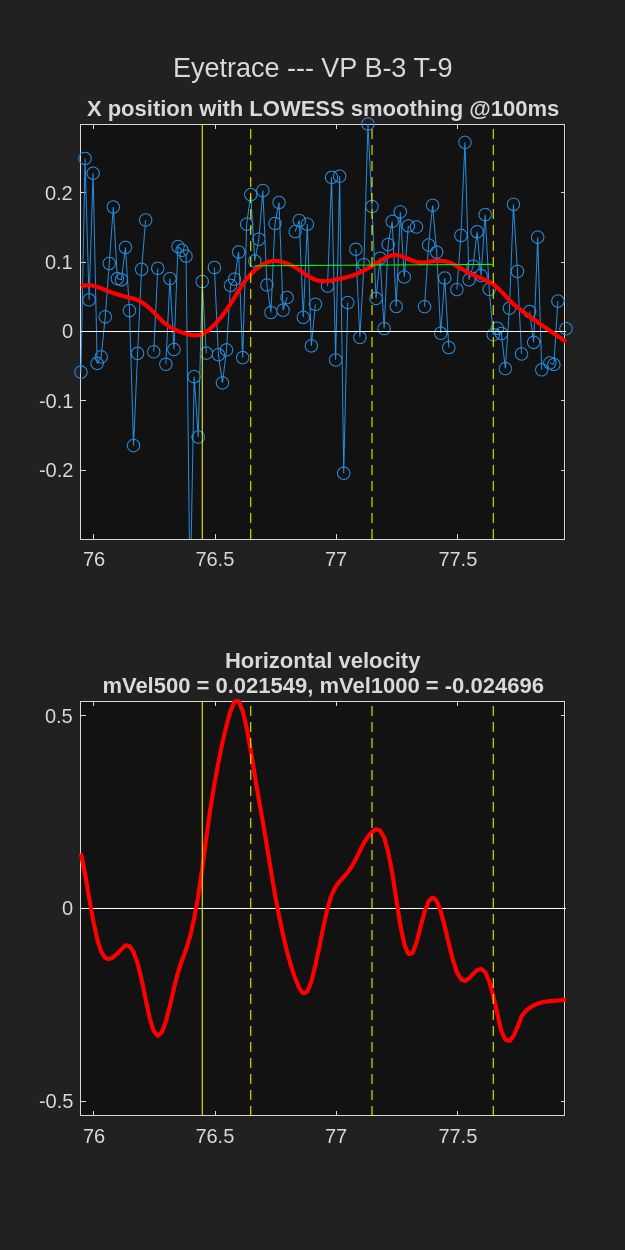 Eyetrace --- VP B-3 T-9
X position with LOWESS smoothing @100ms
0.2
0.1
0
-0.1
-0.2
76 76.5 77 77.5
Horizontal velocity
mVel500 = 0.021549, mVel1000 = -0.024696
0.5
0
-0.5
76 76.5 77 77.5